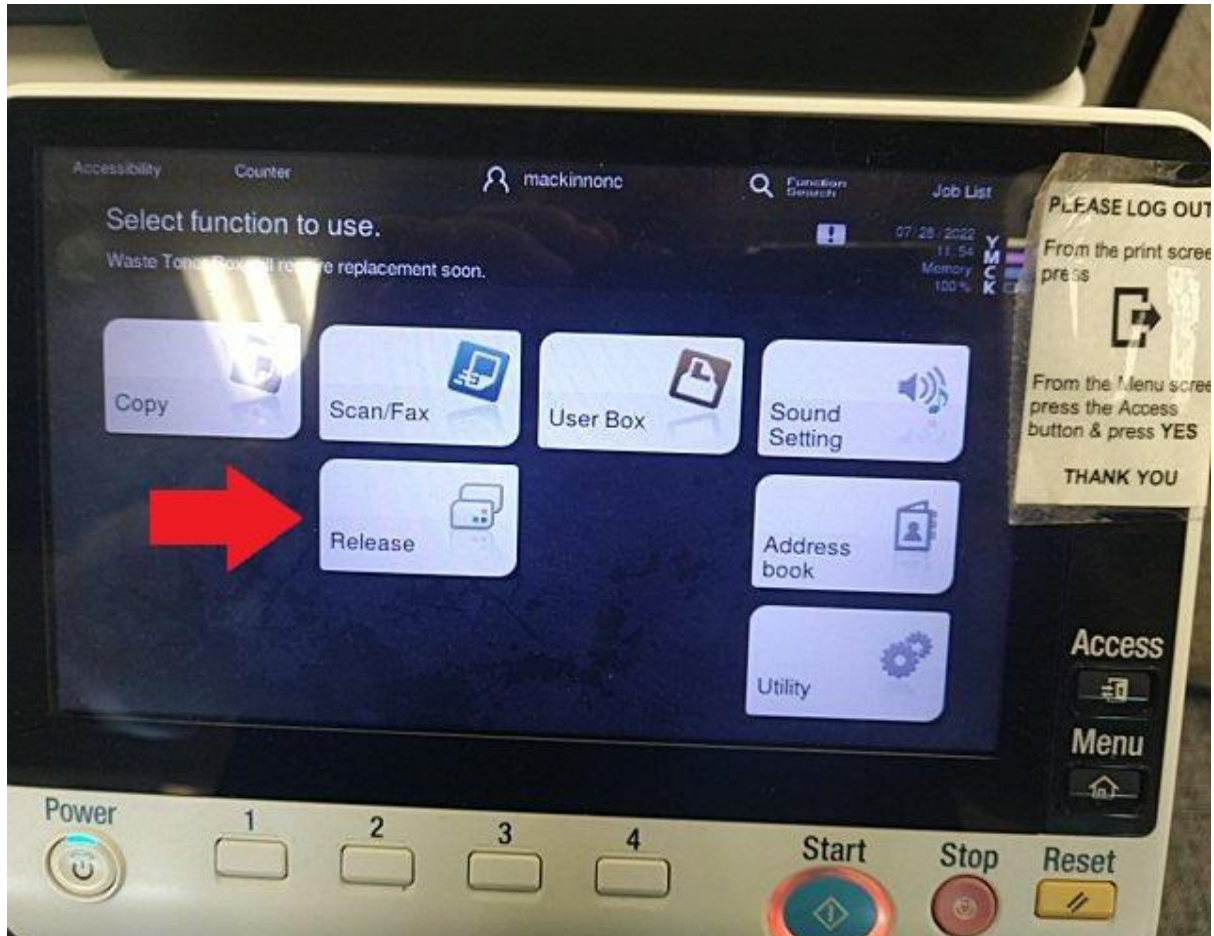 Accessibility
Counter
mackinnonc
Function
Search
Job List
Select function to use.
07/28/2022
11:54
Memory
100%
Y
M
C
K
Waste Toner Box will require replacement soon.
Copy
Scan/Fax
User Box
Sound
Setting
Release
Address
book
Utility
PLEASE LOG OUT
From the print scree
press
From the Menu scree
press the Access
button & press YES
THANK YOU
Access
Menu
Power
1
2
3
4
Start
Stop
Reset